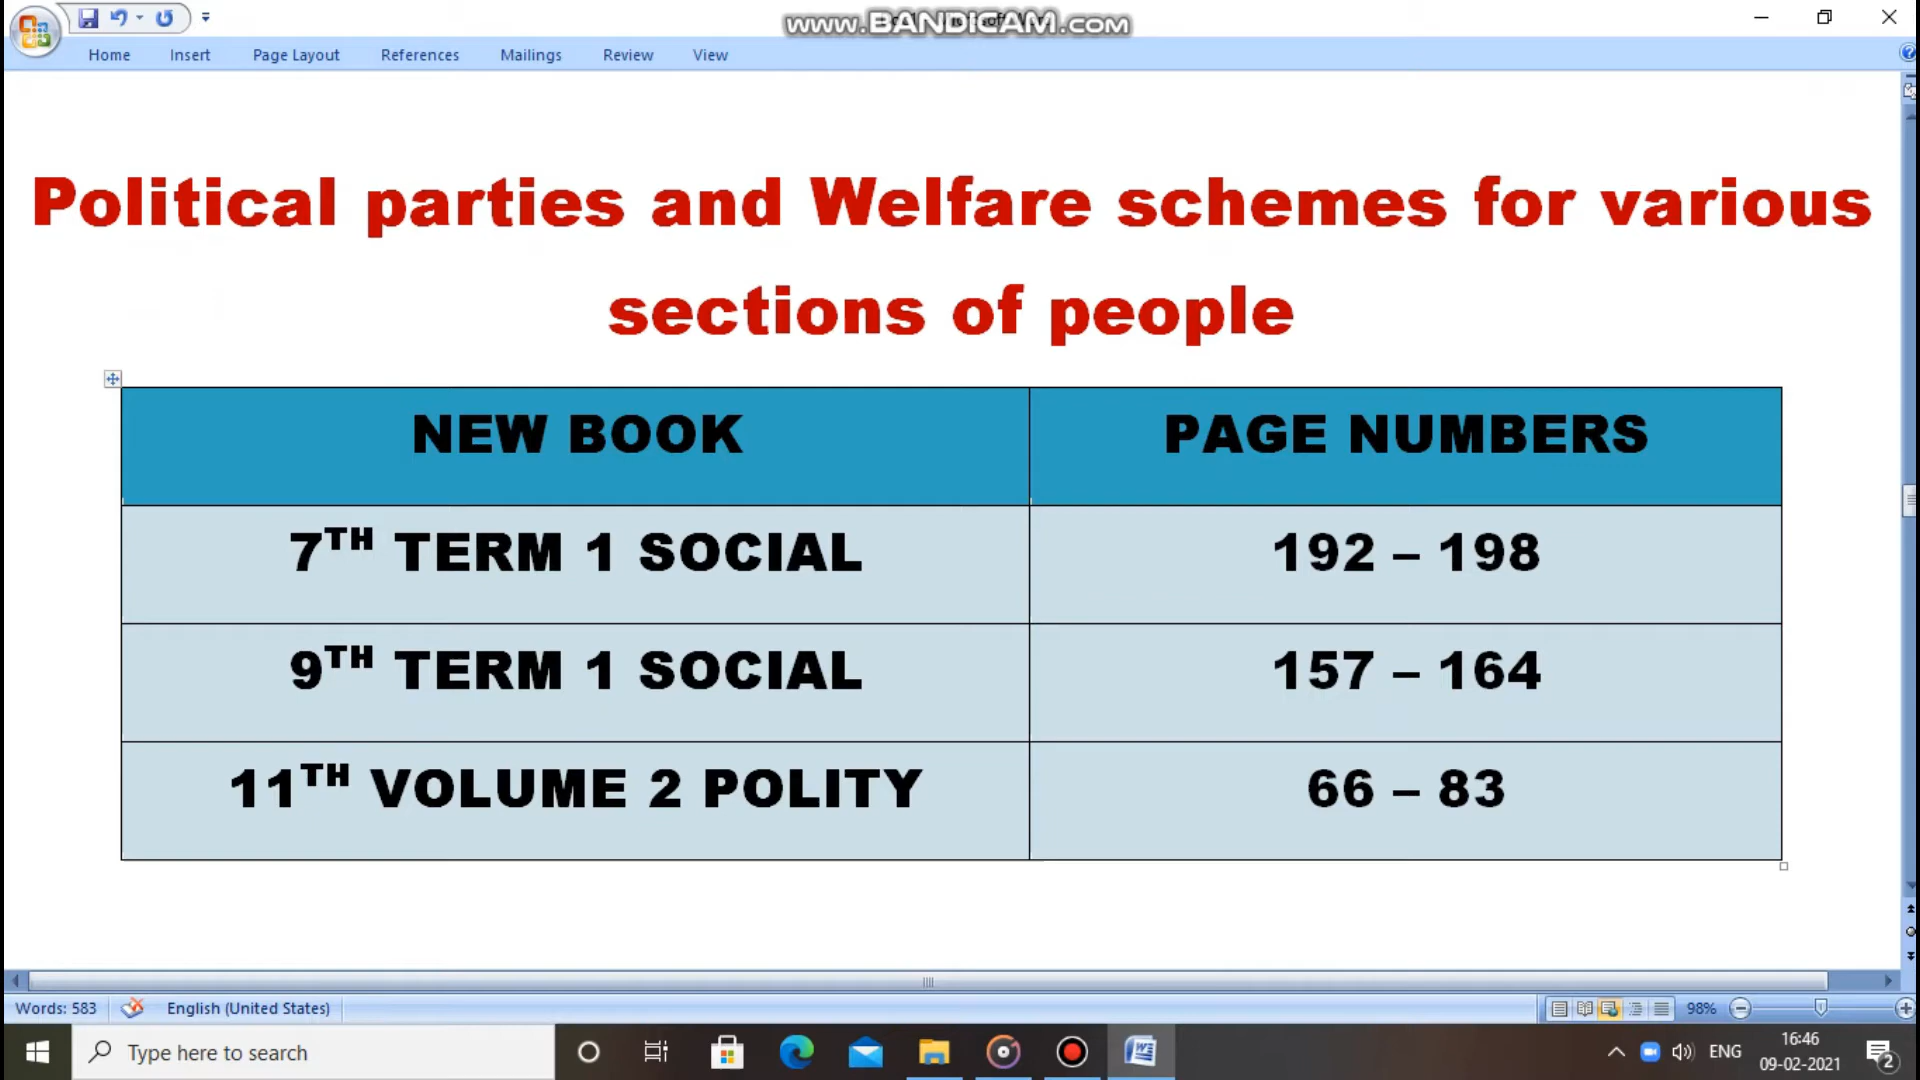 www.BANDICAM.com
Home Insert Page Layout References Mailings Review View
Political parties and Welfare schemes for various
sections of people
NEW BOOK PAGE NUMBERS
7TH TERM 1 SOCIAL 192 – 198
9TH TERM 1 SOCIAL 157 – 164
11TH VOLUME 2 POLITY 66 – 83
Words: 583 English (United States) 98%
Type here to search
ENG
16:46
09-02-2021
2